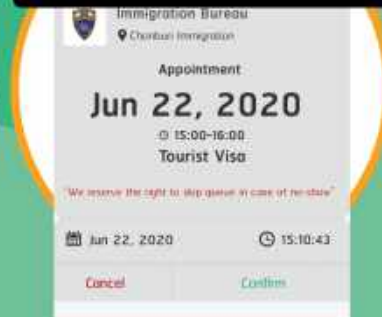 Immigration Bureau
Chonburi Immigration
Appointment
Jun 22, 2020
15:00-16:00
Tourist Visa
"We reserve the right to skip queue in case of no-show"
Jun 22, 2020 15:10:43
Cancel Confirm